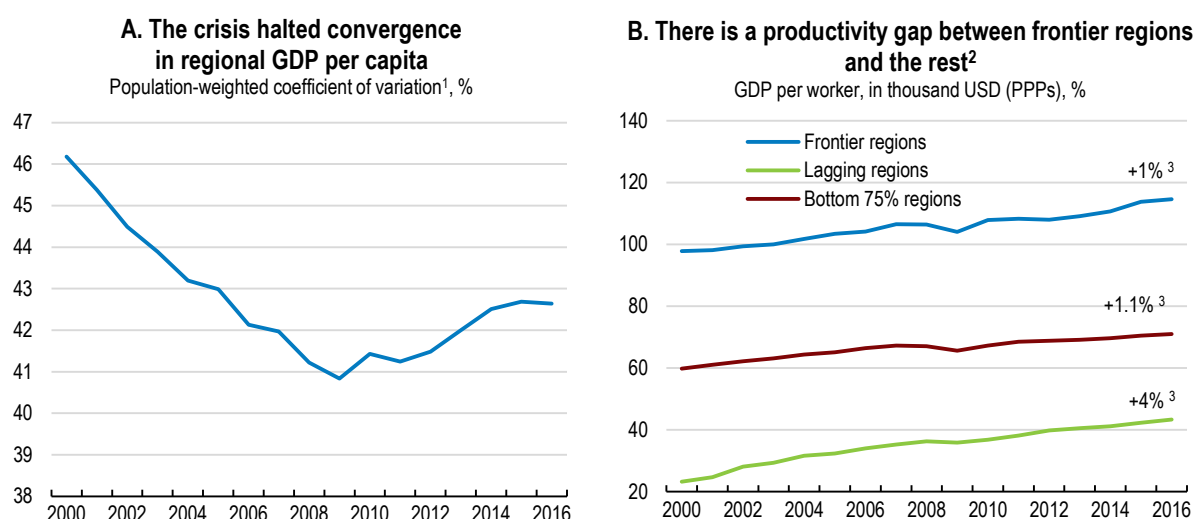 A. The crisis halted convergence
in regional GDP per capita
Population-weighted coefficient of variation¹, %
47
46
45
44
43
42
41
40
39
38
2000 2002 2004 2006 2008 2010 2012 2014 2016
B. There is a productivity gap between frontier regions
and the rest²
GDP per worker, in thousand USD (PPPs), %
140
120
100
80
60
40
20
Frontier regions
Lagging regions
Bottom 75% regions
+1% ³
+1.1% ³
+4% ³
2000 2002 2004 2006 2008 2010 2012 2014 2016